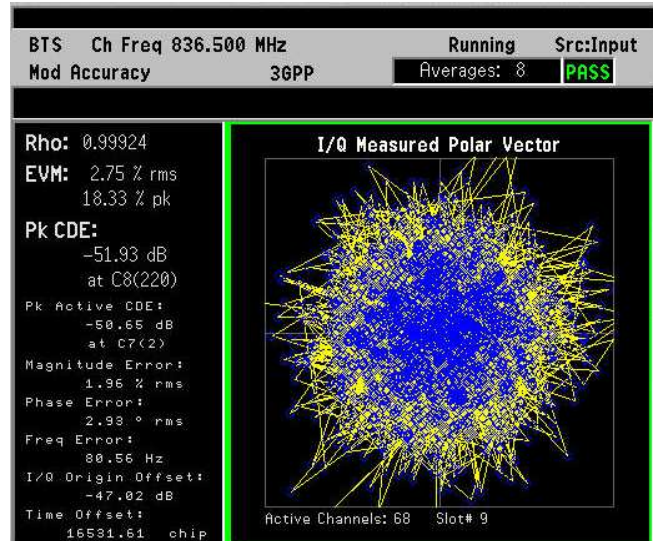 BTS Ch Freq 836.500 MHz Running Src:Input
Mod Accuracy 3GPP Averages: 8 PASS
Rho: 0.99924
EVM: 2.75 % rms
18.33 % pk
Pk CDE:
-51.93 dB
at C8(220)
Pk Active CDE:
-50.65 dB
at C7(2)
Magnitude Error:
1.96 % rms
Phase Error:
2.93 ° rms
Freq Error:
80.56 Hz
I/Q Origin Offset:
-47.02 dB
Time Offset:
16531.61 chip
I/Q Measured Polar Vector
Active Channels: 68 Slot# 9